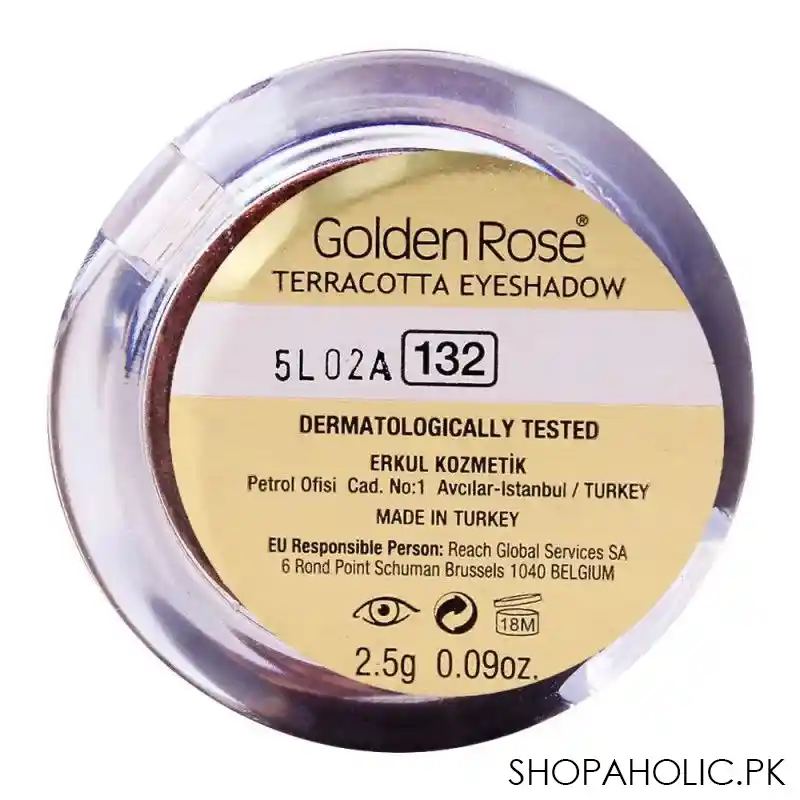 Golden Rose®
TERRACOTTA EYESHADOW
5L02A 132
DERMATOLOGICALLY TESTED
ERKUL KOZMETİK
Petrol Ofisi Cad. No:1 Avcılar-Istanbul / TURKEY
MADE IN TURKEY
EU Responsible Person: Reach Global Services SA
6 Rond Point Schuman Brussels 1040 BELGIUM
18M
2.5g 0.09oz.
SHOPAHOLIC.PK